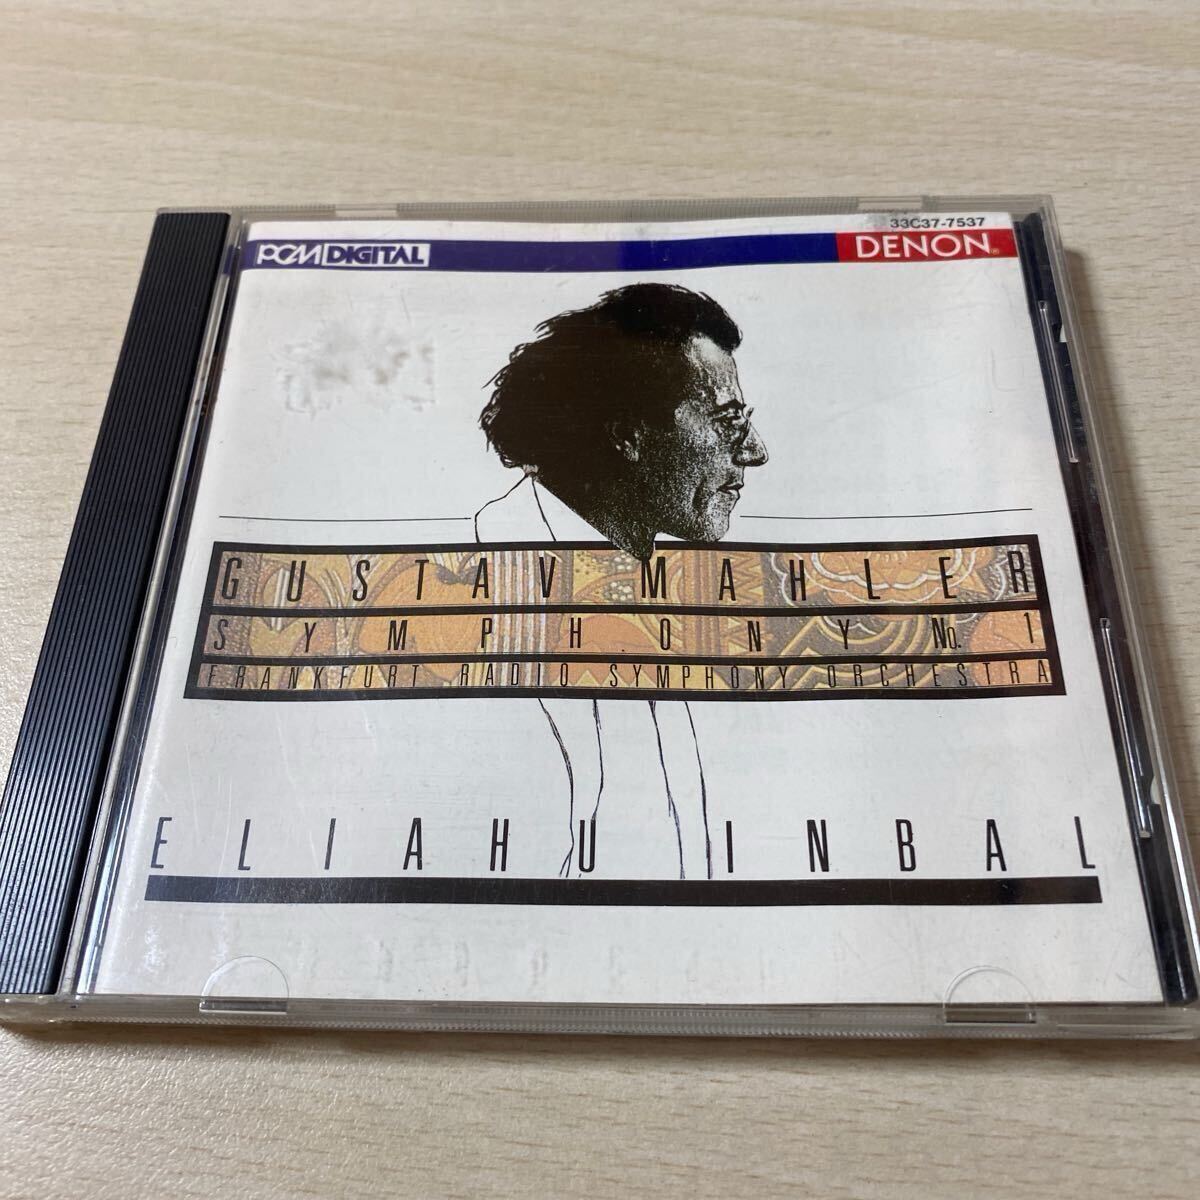 33C37-7537
PCM DIGITAL DENON
GUSTAV MAHLER
SYMPHONY No. 1
FRANKFURT RADIO SYMPHONY ORCHESTRA
ELIAHU INBAL